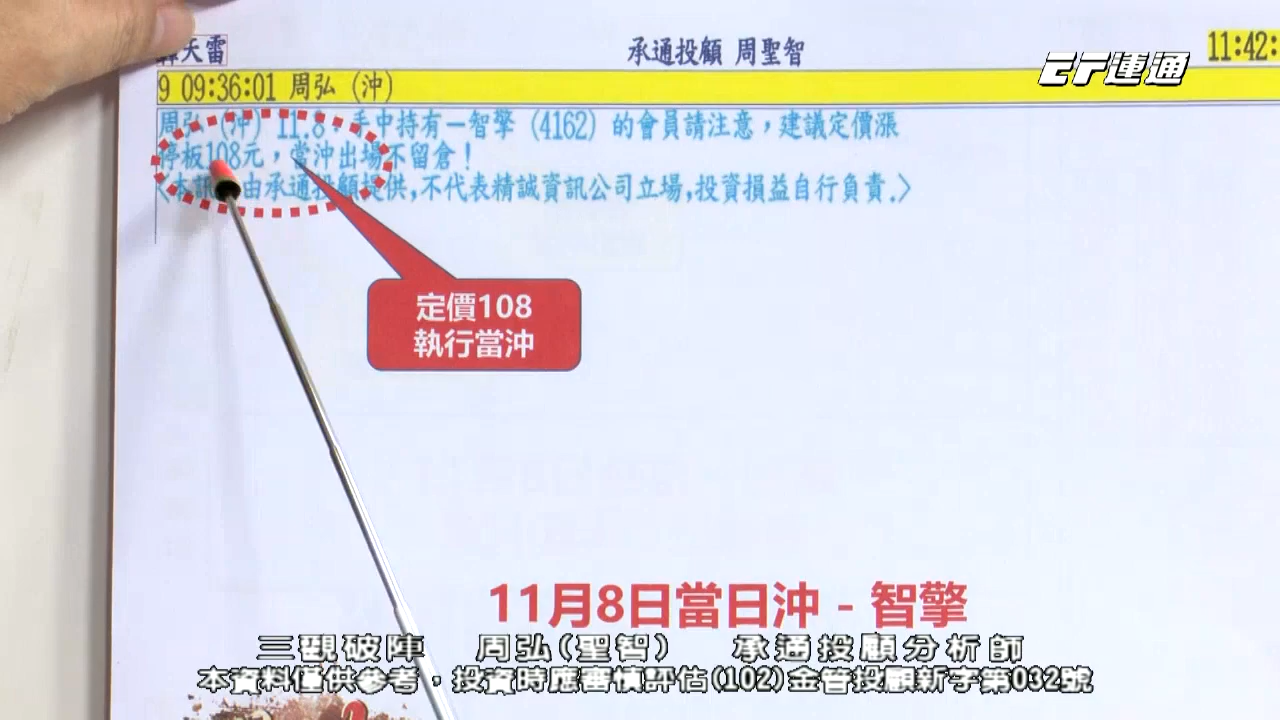 天雷
承通投顧 周聖智
11:42:
EF運通
9 09:36:01 周弘 (沖)
周弘 (沖) 11.8. 手中持有一智擎 (4162) 的會員請注意，建議定價漲
停板108元，當沖出場不留倉！
〈本訊 由承通投顧提供,不代表精誠資訊公司立場,投資損益自行負責.〉
定價108
執行當沖
11月8日當日沖 - 智擎
三觀破陣 周弘(聖智) 承通投顧分析師
本資料僅供參考，投資時應審慎評估(102)金管投顧新字第032號